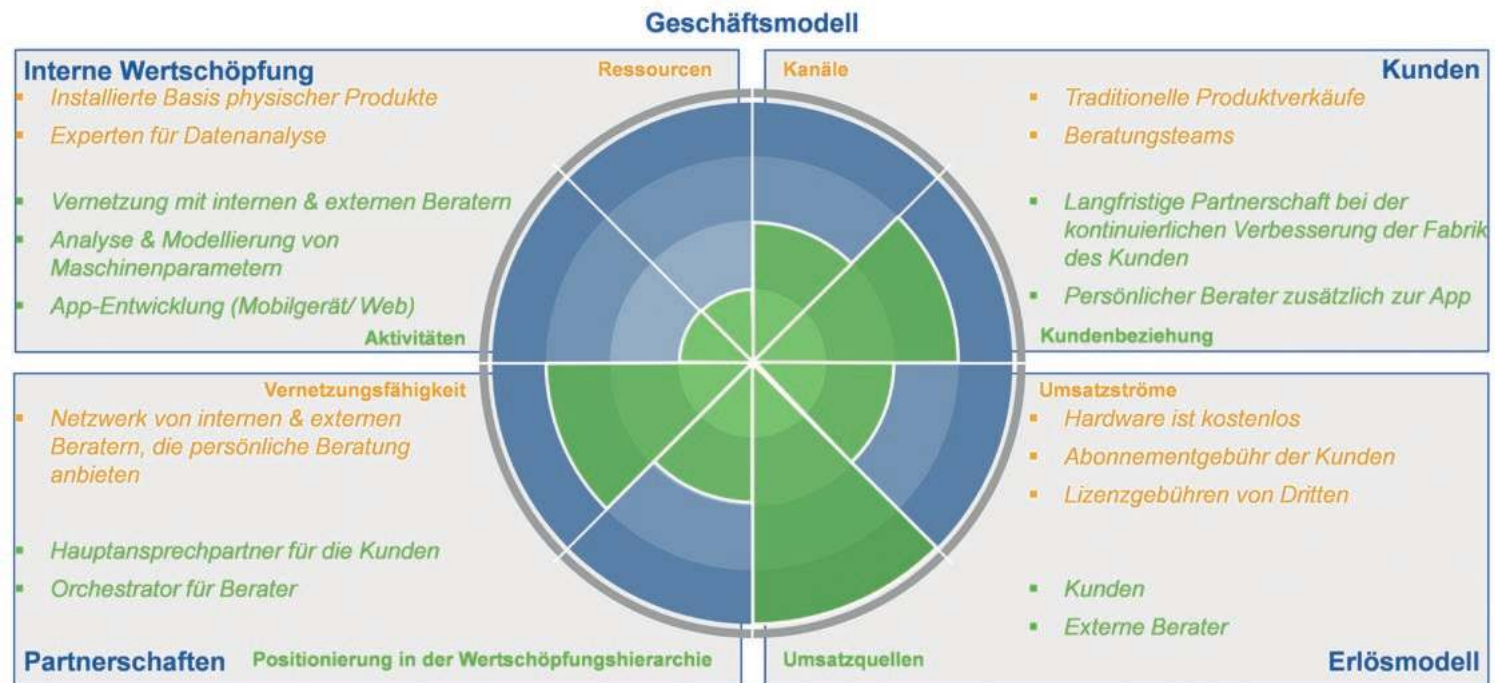 Geschäftsmodell
Interne Wertschöpfung
Ressourcen
▪ Installierte Basis physischer Produkte
▪ Experten für Datenanalyse
▪ Vernetzung mit internen & externen Beratern
▪ Analyse & Modellierung von
Maschinenparametern
▪ App-Entwicklung (Mobilgerät/ Web)
Aktivitäten
Kanäle
Kunden
▪ Traditionelle Produktverkäufe
▪ Beratungsteams
▪ Langfristige Partnerschaft bei der
kontinuierlichen Verbesserung der Fabrik
des Kunden
▪ Persönlicher Berater zusätzlich zur App
Kundenbeziehung
Vernetzungsfähigkeit
▪ Netzwerk von internen & externen
Beratern, die persönliche Beratung
anbieten
▪ Hauptansprechpartner für die Kunden
▪ Orchestrator für Berater
Partnerschaften
Positionierung in der Wertschöpfungshierarchie
Umsatzströme
▪ Hardware ist kostenlos
▪ Abonnementgebühr der Kunden
▪ Lizenzgebühren von Dritten
▪ Kunden
▪ Externe Berater
Umsatzquellen
Erlösmodell